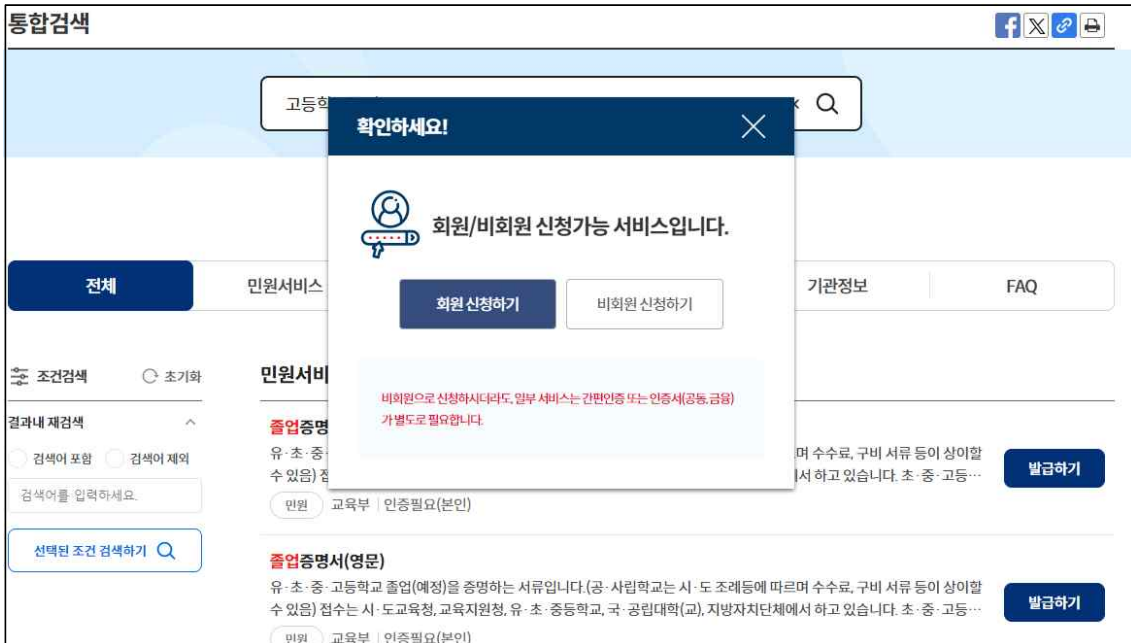 통합검색
고등학
확인하세요!
회원/비회원 신청가능 서비스입니다.
회원 신청하기
비회원 신청하기
비회원으로 신청하시더라도, 일부 서비스는 간편인증 또는 인증서(공동,금융)
가 별도로 필요합니다.
전체
민원서비스
기관정보
FAQ
조건검색
초기화
결과내 재검색
검색어 포함
검색어 제외
검색어를 입력하세요.
선택된 조건 검색하기
민원서비
졸업증명
유·초·중·
며 수수료, 구비 서류 등이 상이할
수 있음) 접
서 하고 있습니다. 초·중·고등…
민원 교육부 인증필요(본인)
발급하기
졸업증명서(영문)
유·초·중·고등학교 졸업(예정)을 증명하는 서류입니다.(공·사립학교는 시·도 조례등에 따르며 수수료, 구비 서류 등이 상이할
수 있음) 접수는 시·도교육청, 교육지원청, 유·초·중등학교, 국·공립대학(교), 지방자치단체에서 하고 있습니다. 초·중·고등…
민원 교육부 인증필요(본인)
발급하기